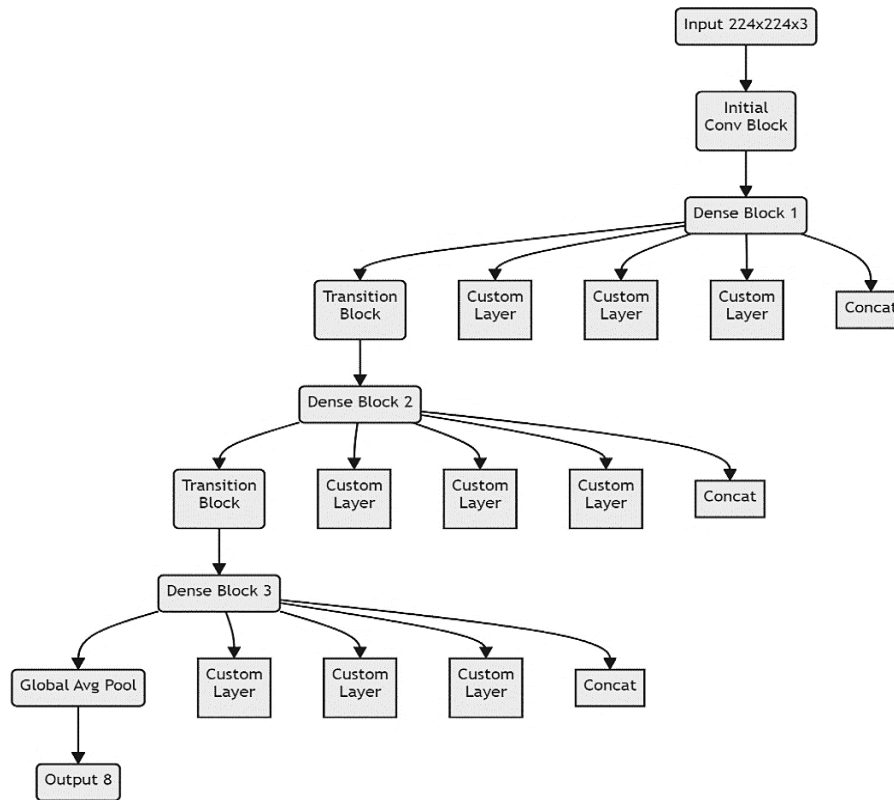 Input 224x224x3
Initial
Conv Block
Dense Block 1
Transition
Block
Custom
Layer
Custom
Layer
Custom
Layer
Concat
Dense Block 2
Transition
Block
Custom
Layer
Custom
Layer
Custom
Layer
Concat
Dense Block 3
Global Avg Pool
Custom
Layer
Custom
Layer
Custom
Layer
Concat
Output 8